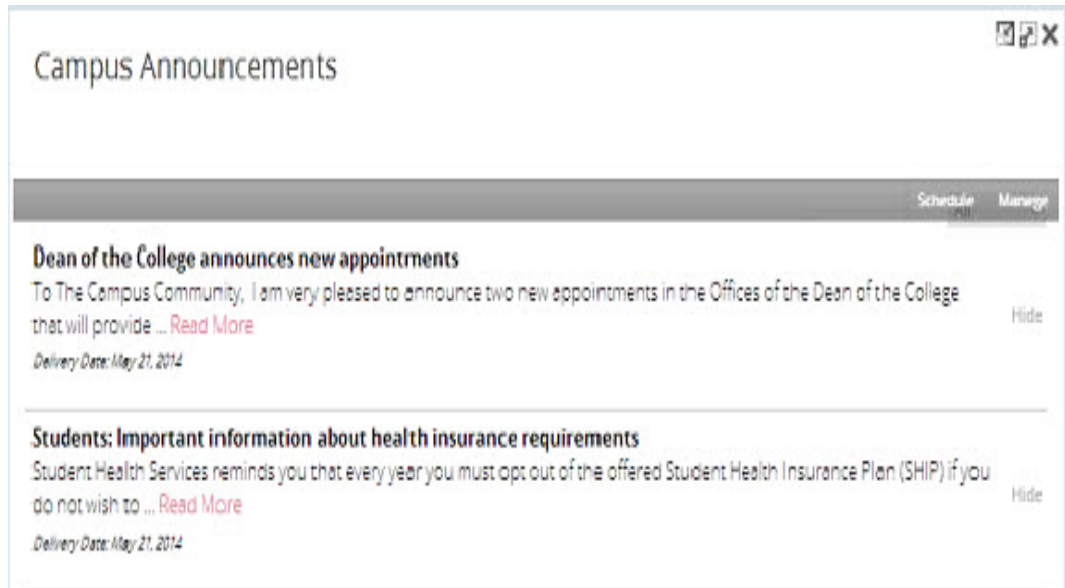 Campus Announcements
Schedule Manage
All
Dean of the College announces new appointments
To The Campus Community, I am very pleased to announce two new appointments in the Offices of the Dean of the College
that will provide ... Read More
Hide
Delivery Date: May 21, 2014
Students: Important information about health insurance requirements
Student Health Services reminds you that every year you must opt out of the offered Student Health Insurance Plan (SHIP) if you
do not wish to ... Read More
Hide
Delivery Date: May 21, 2014